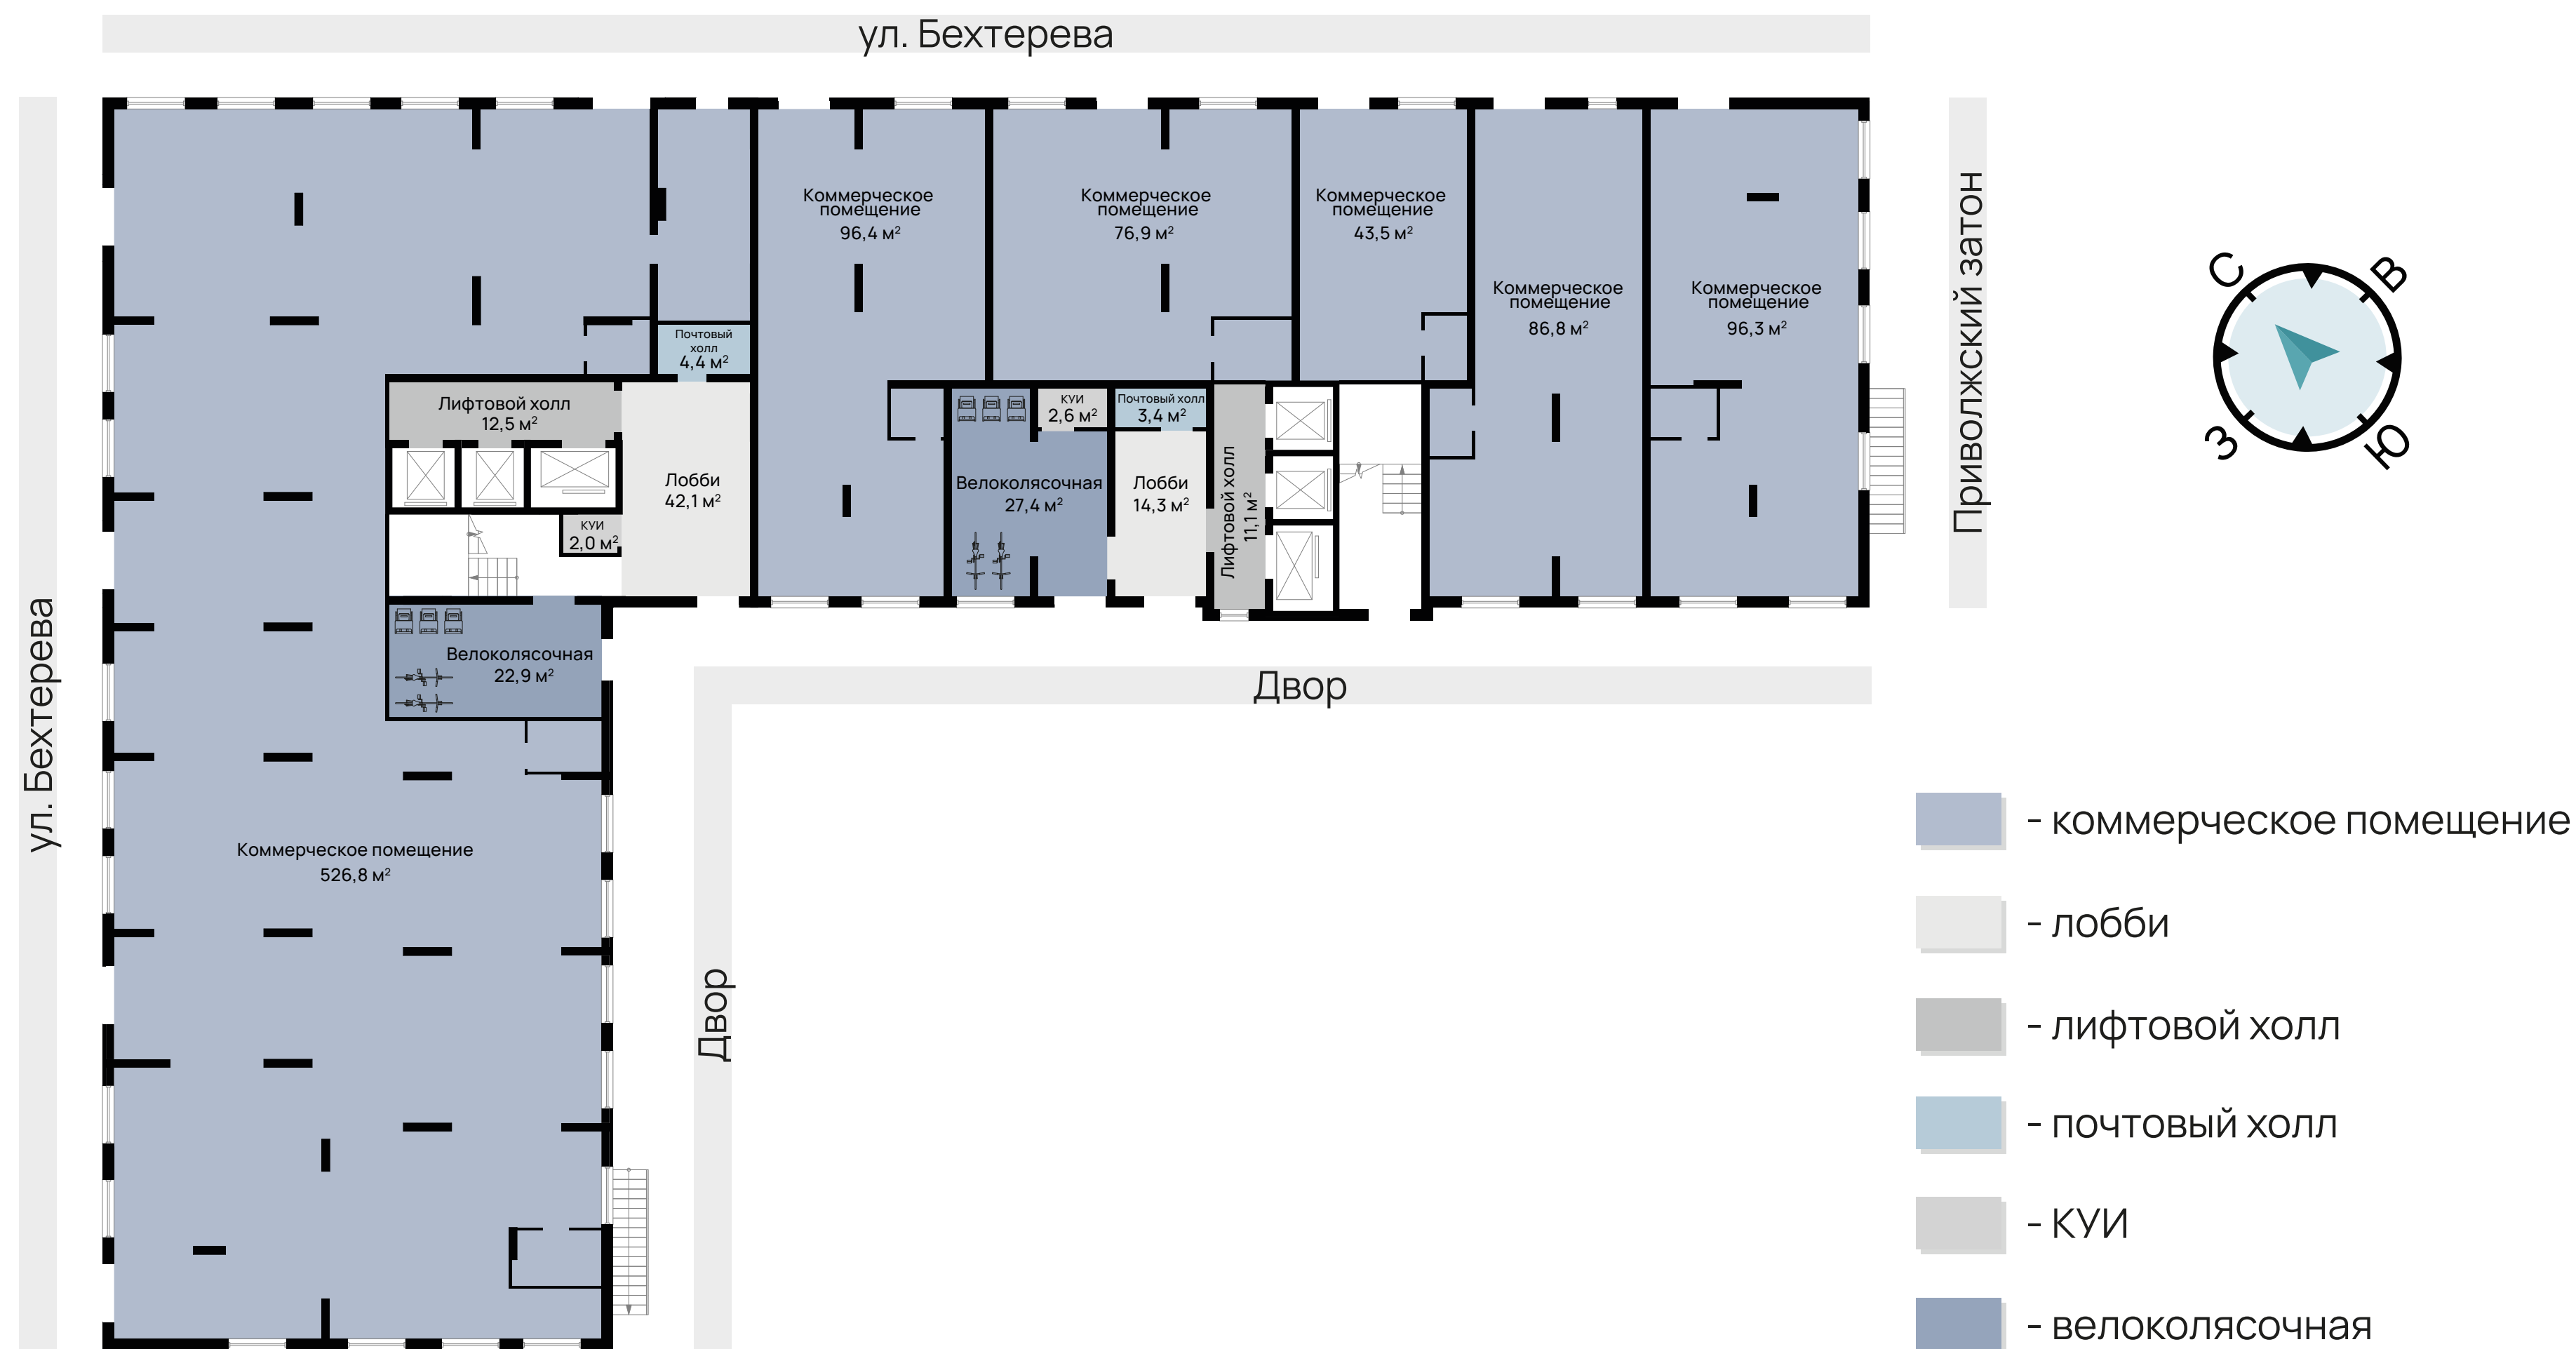 ул. Бехтерева
ул. Бехтерева
Приволжский затон
С
В
З
Ю
Коммерческое
помещение
96,4 м²
Коммерческое
помещение
76,9 м²
Коммерческое
помещение
43,5 м²
Коммерческое
помещение
86,8 м²
Коммерческое
помещение
96,3 м²
Почтовый
холл
4,4 м²
Лифтовой холл
12,5 м²
Лобби
42,1 м²
КУИ
2,0 м²
Велоколясочная
22,9 м²
КУИ
2,6 м²
Почтовый холл
3,4 м²
Велоколясочная
27,4 м²
Лобби
14,3 м²
Лифтовой холл
11,1 м²
Двор
Двор
Коммерческое помещение
526,8 м²
- коммерческое помещение
- лобби
- лифтовой холл
- почтовый холл
- КУИ
- велоколясочная